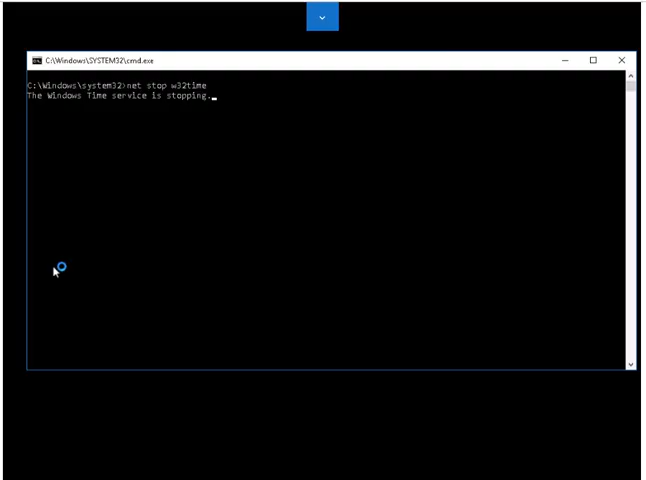 C:\Windows\SYSTEM32\cmd.exe
C:\Windows\system32>net stop w32time
The Windows Time service is stopping.